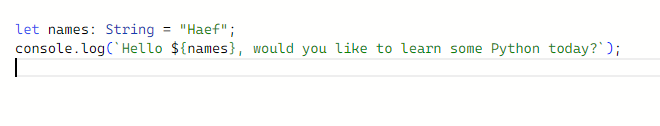 let names: String = "Haef";
console.log(`Hello ${names}, would you like to learn some Python today?`);